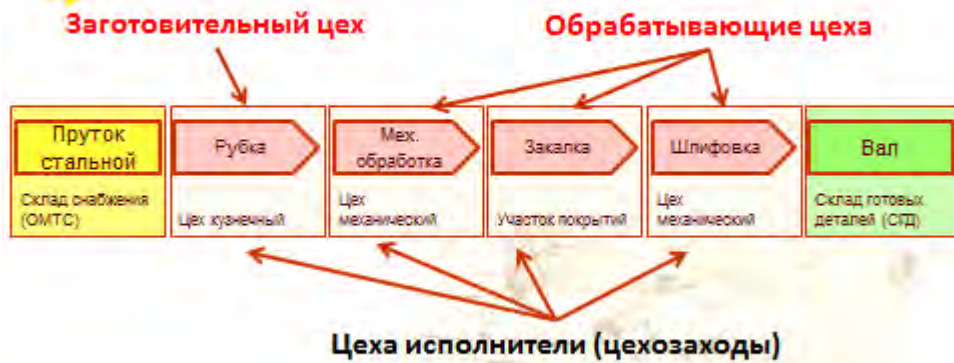 Заготовительный цех
Обрабатывающие цеха
Пруток
стальной
Рубка
Мех.
обработка
Закалка
Шлифовка
Вал
Склад снабжения
(ОМТС)
Цех кузнечный
Цех
механический
Участок покрытий
Цех
механический
Склад готовых
деталей (СГД)
Цеха исполнители (цехозаходы)